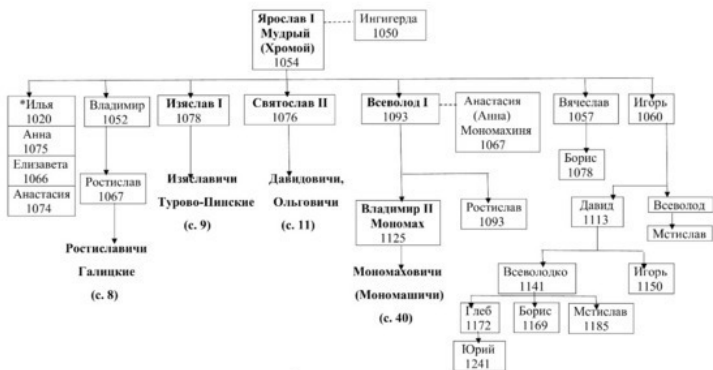 Ярослав I
Мудрый
(Хромой)
1054
Ингигерда
1050
*Илья
1020
Анна
1075
Елизавета
1066
Анастасия
1074
Владимир
1052
Изяслав I
1078
Святослав II
1076
Всеволод I
1093
Анастасия
(Анна)
Мономахиня
1067
Вячеслав
1057
Игорь
1060
Ростислав
1067
Изяславичи
Турово-Пинские
(с. 9)
Давидовичи,
Ольговичи
(с. 11)
Борис
1078
Ростиславичи
Галицкие
(с. 8)
Владимир II
Мономах
1125
Ростислав
1093
Давид
1113
Всеволод
Мстислав
Мономаховичи
(Мономашичи)
(с. 40)
Всеволодко
1141
Игорь
1150
Глеб
1172
Борис
1169
Мстислав
1185
Юрий
1241